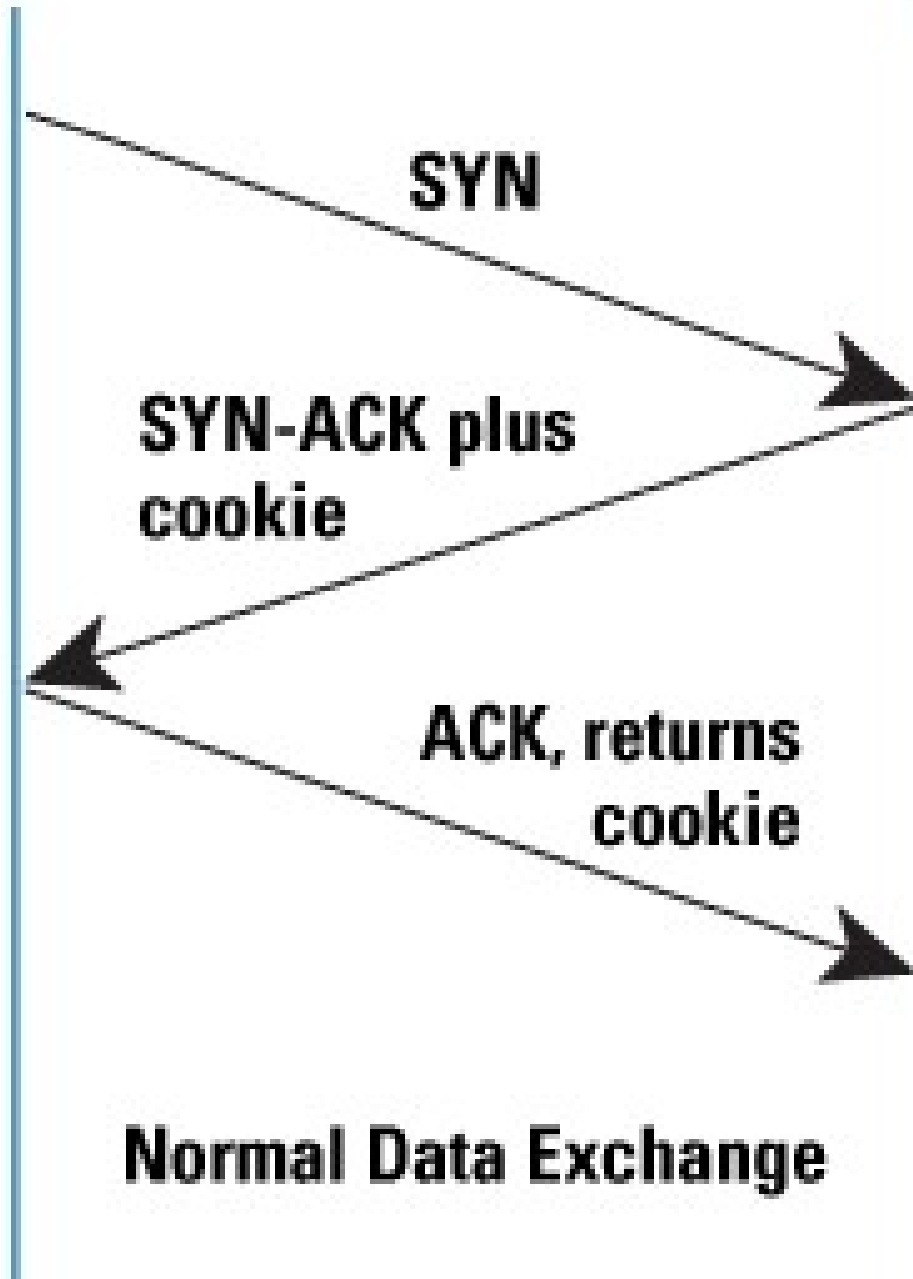 SYN
SYN-ACK plus
cookie
ACK, returns
cookie
Normal Data Exchange